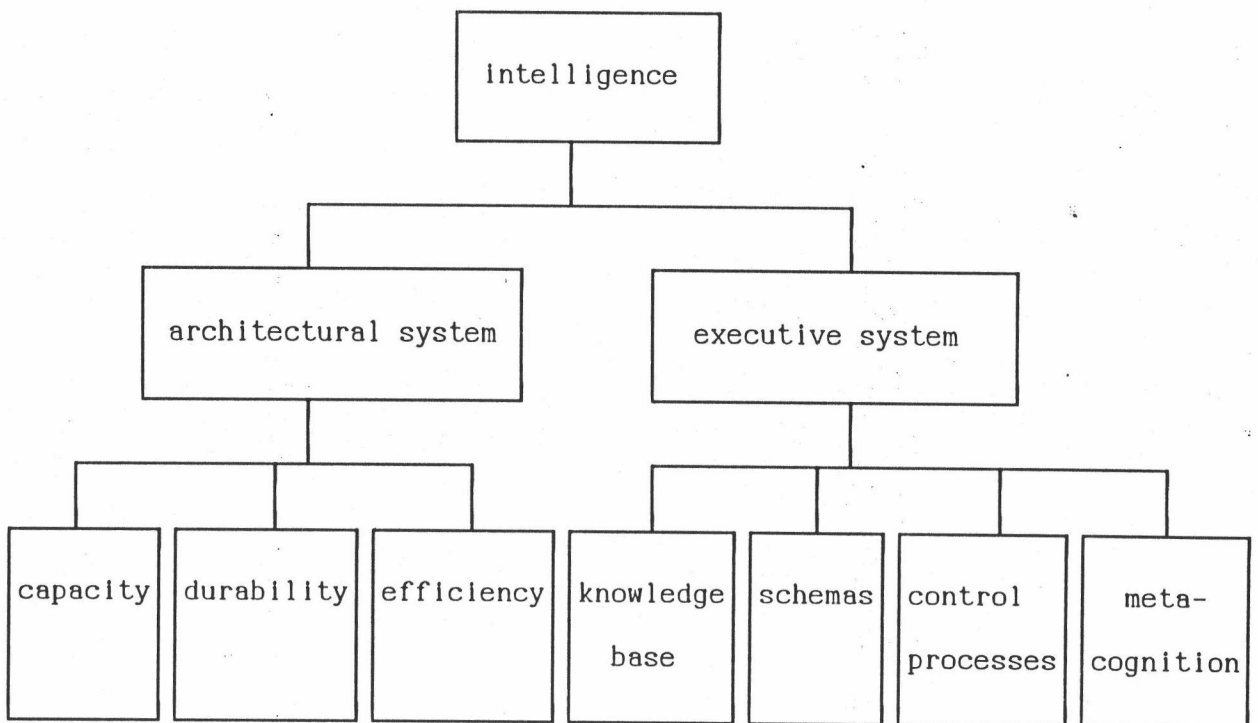 intelligence
architectural system
executive system
capacity
durability
efficiency
knowledge
base
schemas
control
processes
meta-
cognition